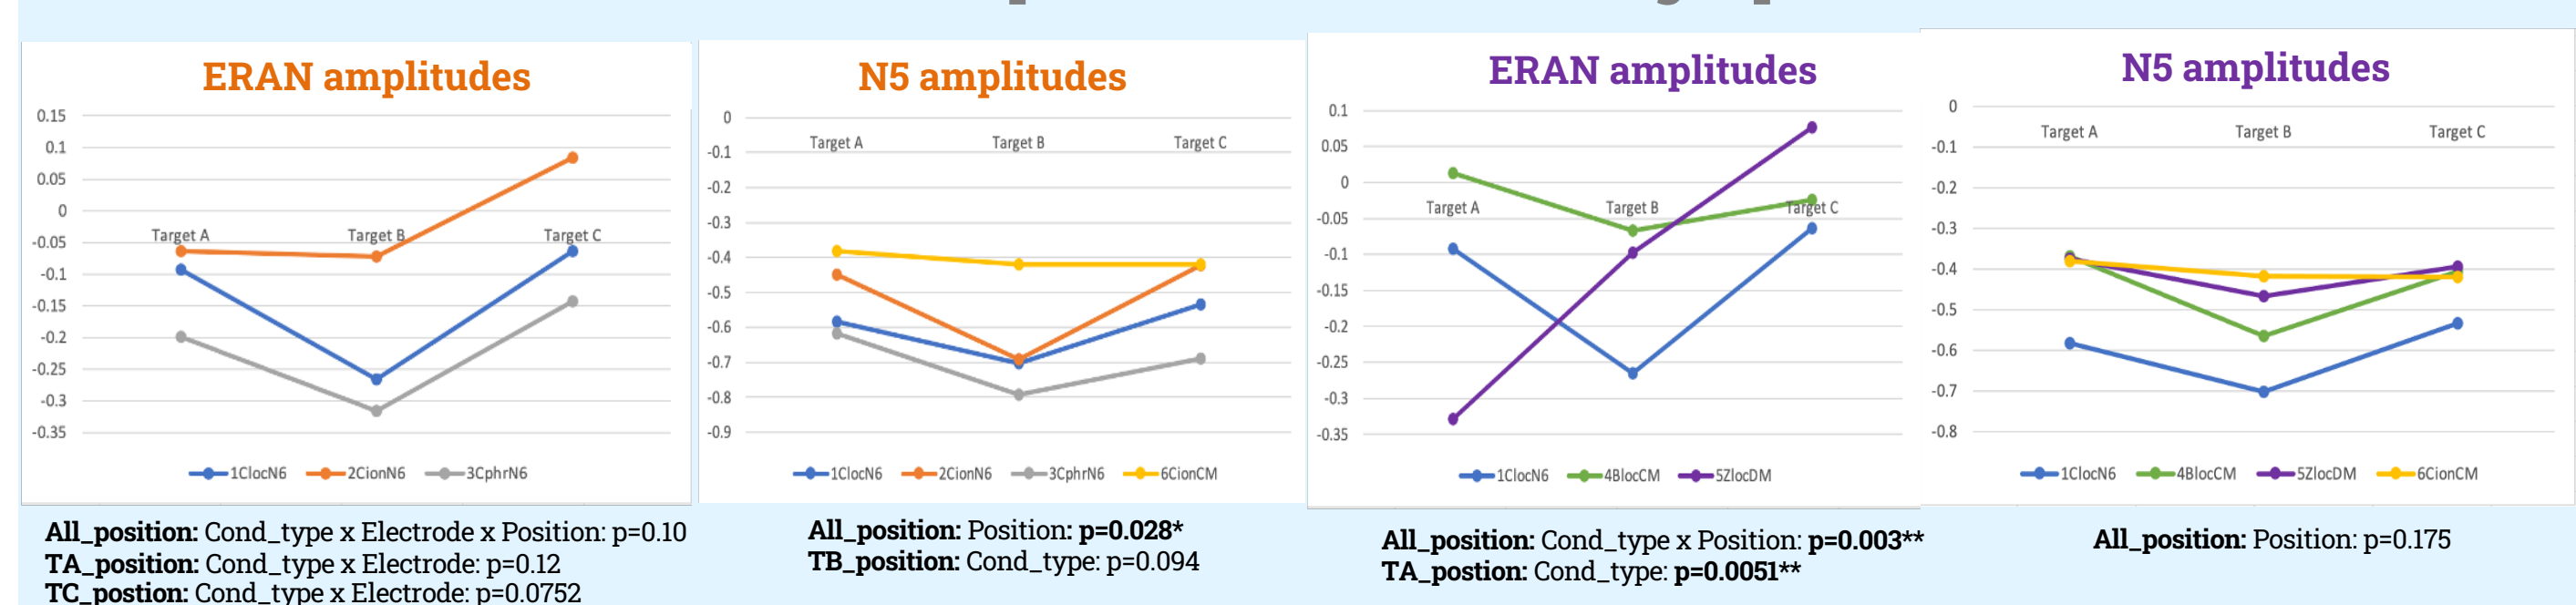 ERAN amplitudes
0.15
0.1
0.05
0
-0.05
-0.1
-0.15
-0.2
-0.25
-0.3
-0.35
Target A
Target B
Target C
1ClocN6
2CionN6
3CphrN6
All_position: Cond_type x Electrode x Position: p=0.10
TA_position: Cond_type x Electrode: p=0.12
TC_postion: Cond_type x Electrode: p=0.0752
N5 amplitudes
0
-0.1
-0.2
-0.3
-0.4
-0.5
-0.6
-0.7
-0.8
-0.9
Target A
Target B
Target C
1ClocN6
2CionN6
3CphrN6
6CionCM
All_position: Position: p=0.028*
TB_position: Cond_type: p=0.094
ERAN amplitudes
0.1
0.05
0
-0.05
-0.1
-0.15
-0.2
-0.25
-0.3
-0.35
Target A
Target B
Target C
1ClocN6
4BlocCM
5ZlocDM
All_position: Cond_type x Position: p=0.003**
TA_postion: Cond_type: p=0.0051**
N5 amplitudes
0
-0.1
-0.2
-0.3
-0.4
-0.5
-0.6
-0.7
-0.8
Target A
Target B
Target C
1ClocN6
4BlocCM
5ZlocDM
6CionCM
All_position: Position: p=0.175